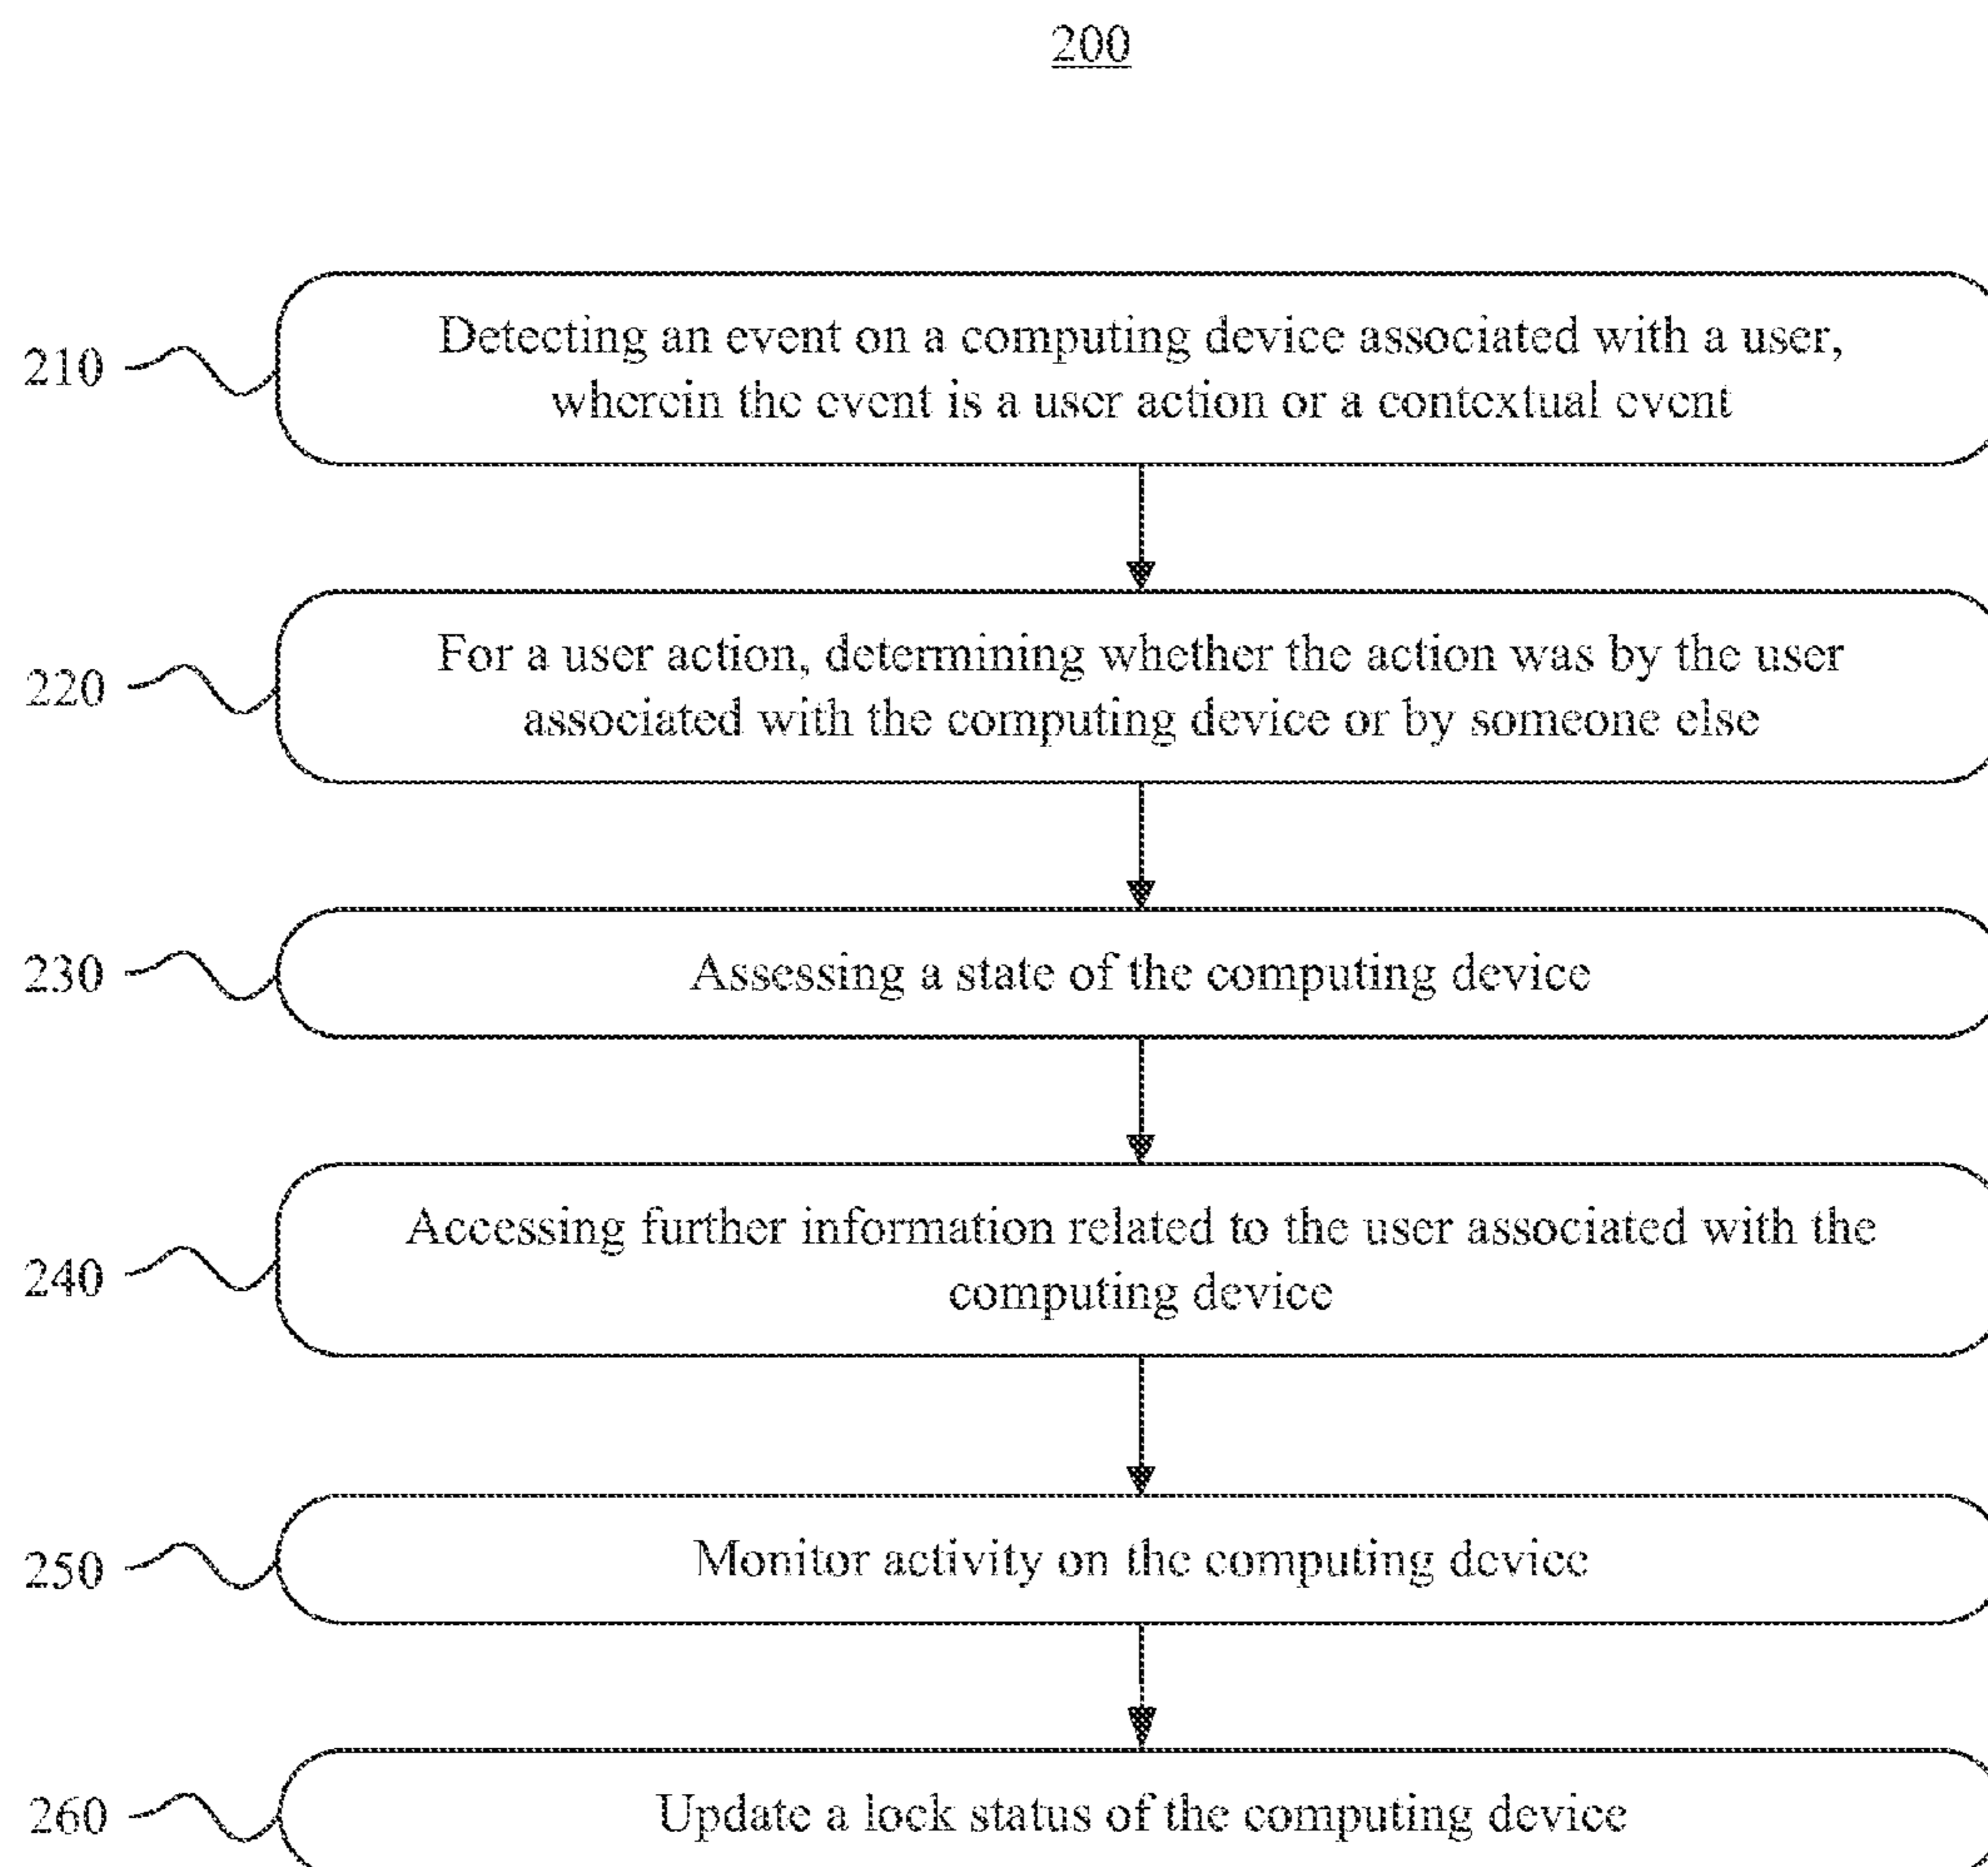 200
210
Detecting an event on a computing device associated with a user,
wherein the event is a user action or a contextual event
220
For a user action, determining whether the action was by the user
associated with the computing device or by someone else
230
Assessing a state of the computing device
240
Accessing further information related to the user associated with the
computing device
250
Monitor activity on the computing device
260
Update a lock status of the computing device